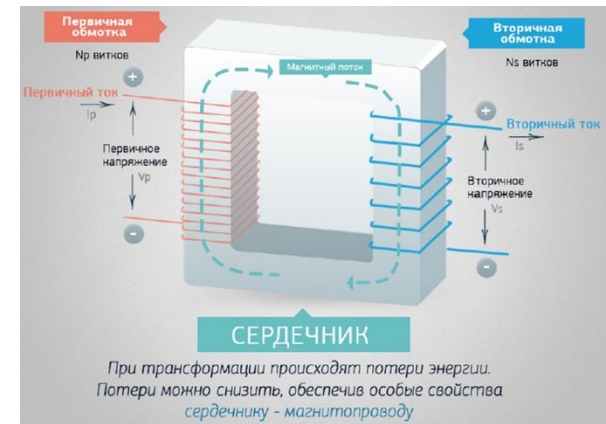 Первичная
обмотка
Вторичная
обмотка
Np витков
Ns витков
Магнитный поток
+
+
Первичный ток
Ip
Вторичный ток
Is
Первичное
напряжение
Vp
Вторичное
напряжение
Vs
-
-
СЕРДЕЧНИК
При трансформации происходят потери энергии.
Потери можно снизить, обеспечив особые свойства
сердечнику - магнитопроводу